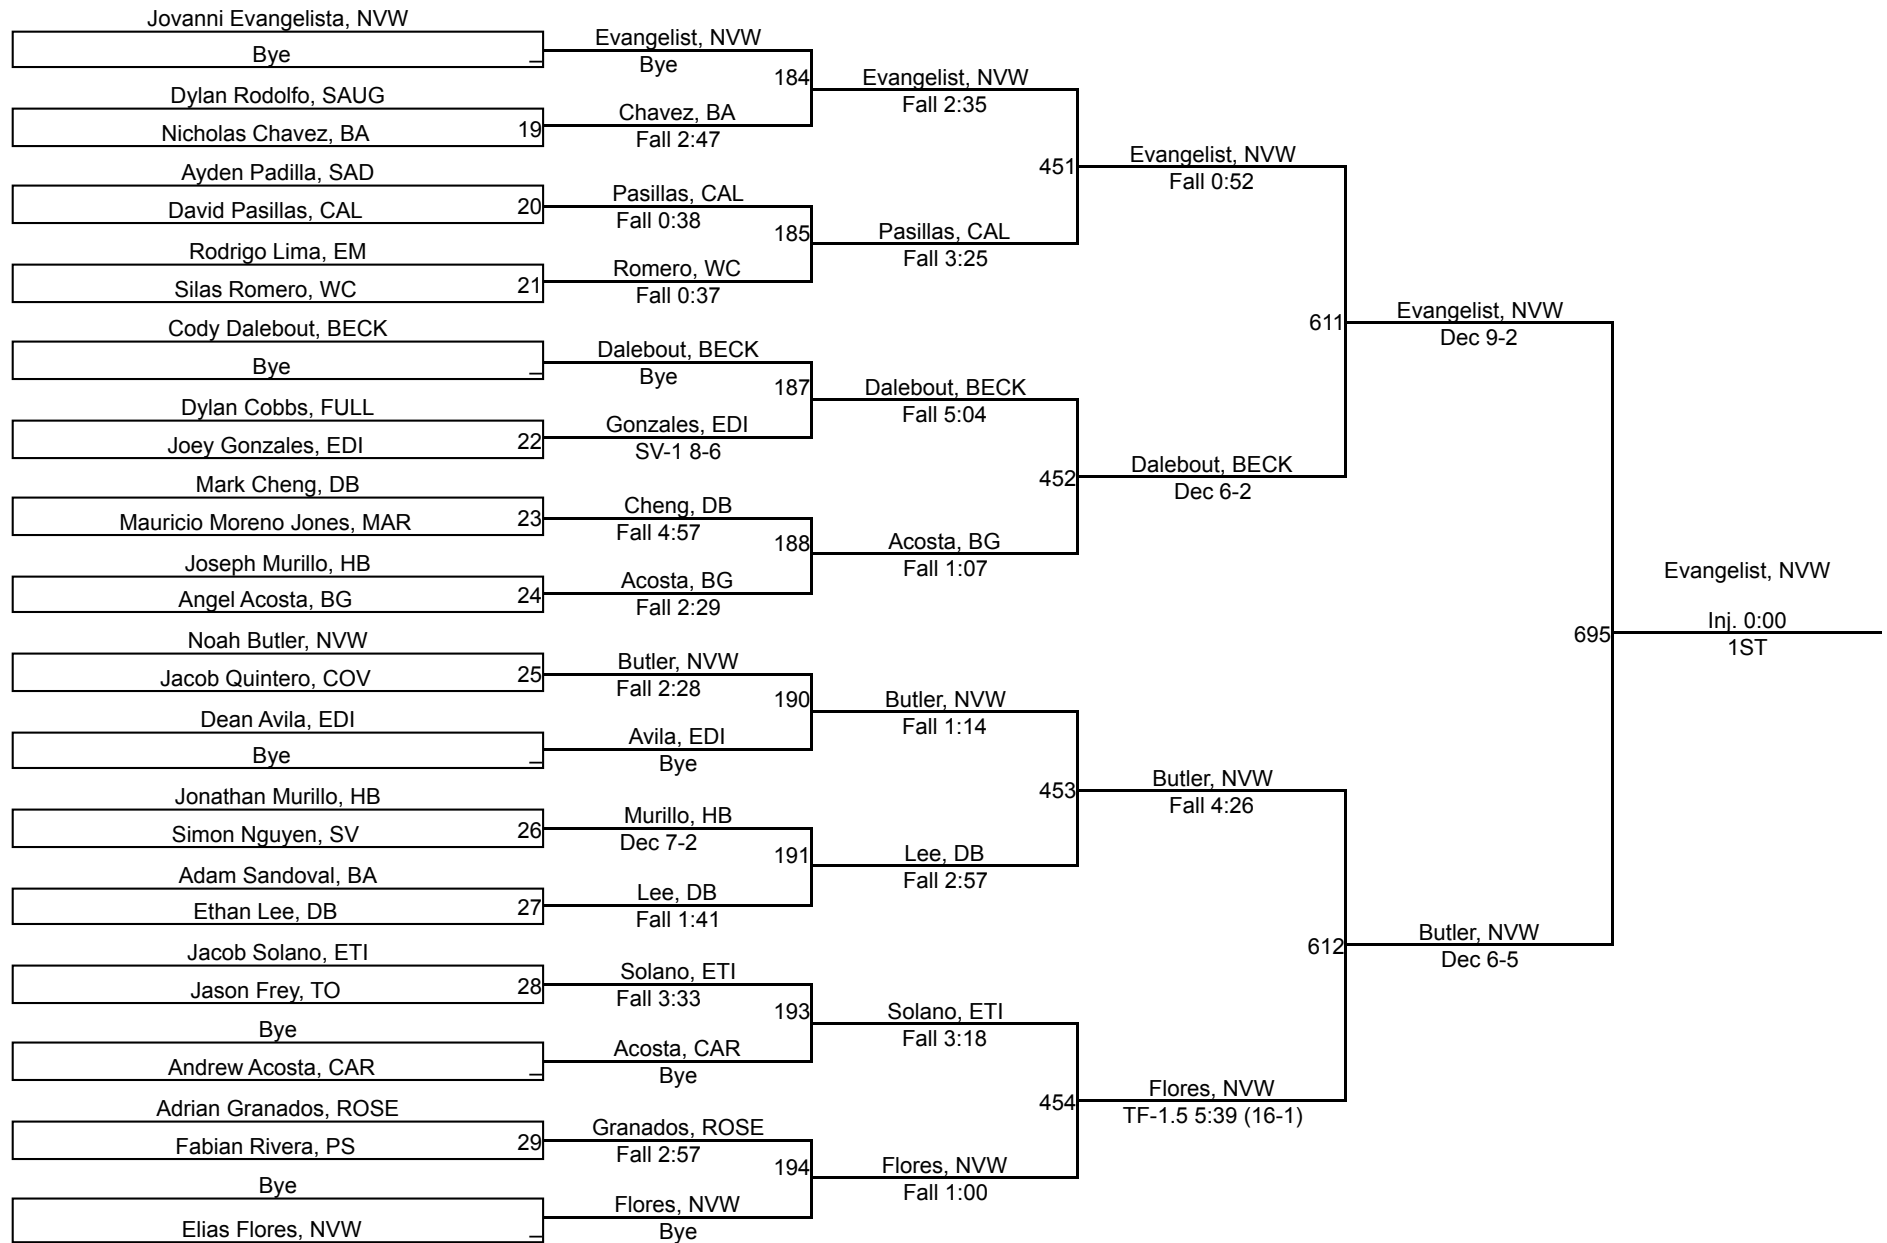 Jovanni Evangelista, NVW
Bye
_
Dylan Rodolfo, SAUG
Nicholas Chavez, BA
19
Ayden Padilla, SAD
David Pasillas, CAL
20
Rodrigo Lima, EM
Silas Romero, WC
21
Cody Dalebout, BECK
Bye
_
Dylan Cobbs, FULL
Joey Gonzales, EDI
22
Mark Cheng, DB
Mauricio Moreno Jones, MAR
23
Joseph Murillo, HB
Angel Acosta, BG
24
Noah Butler, NVW
Jacob Quintero, COV
25
Dean Avila, EDI
Bye
_
Jonathan Murillo, HB
Simon Nguyen, SV
26
Adam Sandoval, BA
Ethan Lee, DB
27
Jacob Solano, ETI
Jason Frey, TO
28
Bye
Andrew Acosta, CAR
_
Adrian Granados, ROSE
Fabian Rivera, PS
29
Bye
Elias Flores, NVW
_
Evangelist, NVW
Bye
184
Chavez, BA
Fall 2:47
Pasillas, CAL
Fall 0:38
185
Romero, WC
Fall 0:37
Dalebout, BECK
Bye
187
Gonzales, EDI
SV-1 8-6
Cheng, DB
Fall 4:57
188
Acosta, BG
Fall 2:29
Butler, NVW
Fall 2:28
190
Avila, EDI
Bye
Murillo, HB
Dec 7-2
191
Lee, DB
Fall 1:41
Solano, ETI
Fall 3:33
193
Acosta, CAR
Bye
Granados, ROSE
Fall 2:57
194
Flores, NVW
Bye
Evangelist, NVW
Fall 2:35
451
Pasillas, CAL
Fall 3:25
Dalebout, BECK
Fall 5:04
452
Acosta, BG
Fall 1:07
Butler, NVW
Fall 1:14
453
Lee, DB
Fall 2:57
Solano, ETI
Fall 3:18
454
Flores, NVW
Fall 1:00
Evangelist, NVW
Fall 0:52
611
Dalebout, BECK
Dec 6-2
Butler, NVW
Fall 4:26
612
Flores, NVW
TF-1.5 5:39 (16-1)
Evangelist, NVW
Dec 9-2
695
Butler, NVW
Dec 6-5
Evangelist, NVW
Inj. 0:00
1ST